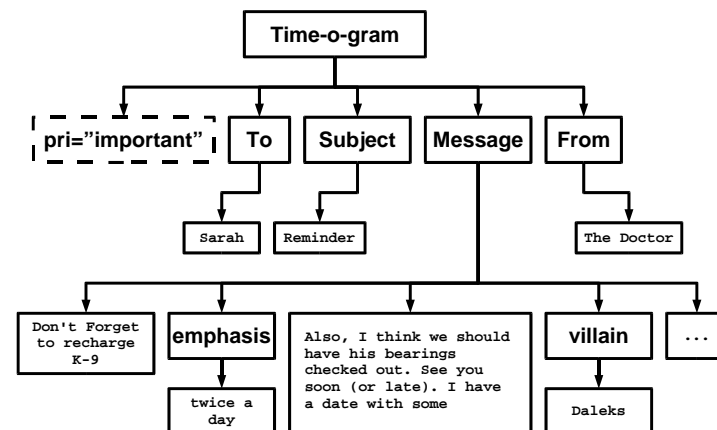 Time-o-gram
pri=”important”
To
Subject
Message
From
Sarah
Reminder
The Doctor
Don't Forget
to recharge
K-9
emphasis
Also, I think we should
have his bearings
checked out. See you
soon (or late). I have
a date with some
villain
...
twice a
day
Daleks